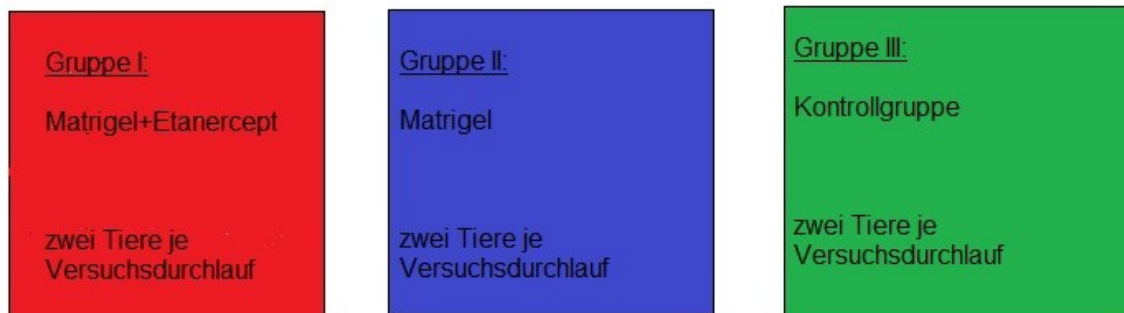 Gruppe I:
Matrigel+Etanercept
zwei Tiere je
Versuchsdurchlauf
Gruppe II:
Matrigel
zwei Tiere je
Versuchsdurchlauf
Gruppe III:
Kontrollgruppe
zwei Tiere je
Versuchsdurchlauf